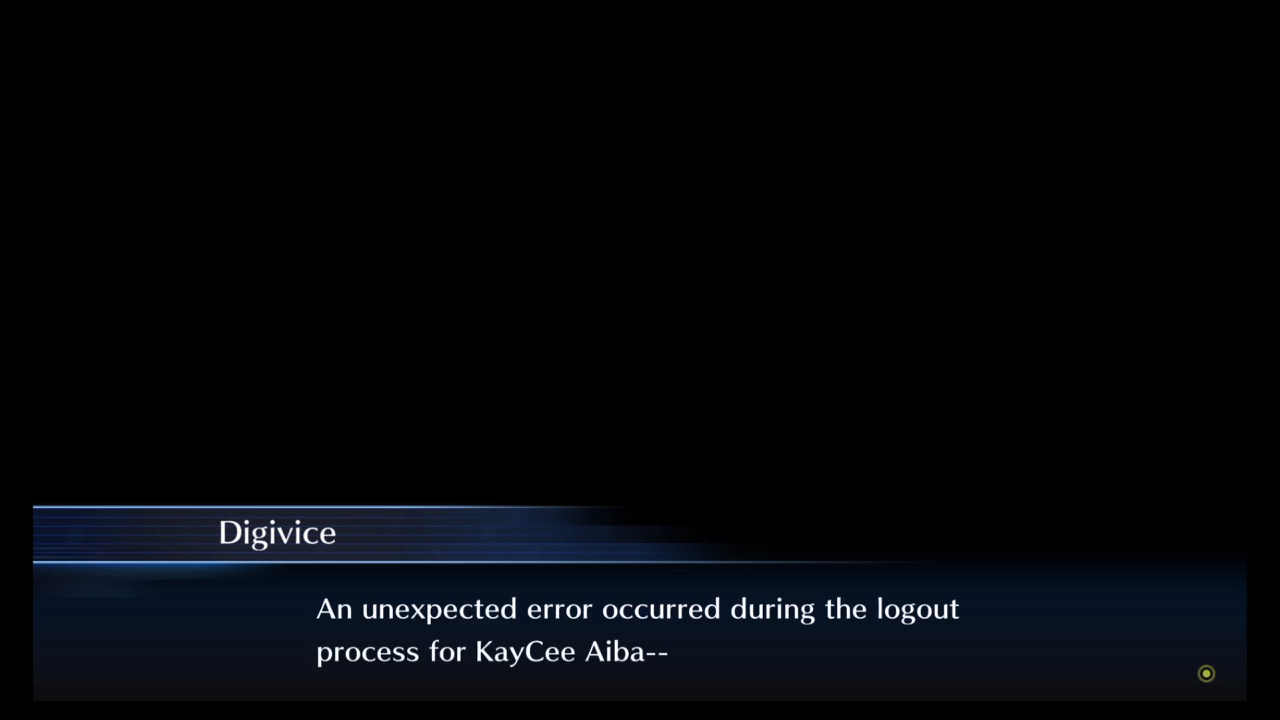 Digivice
An unexpected error occurred during the logout
process for KayCee Aiba--